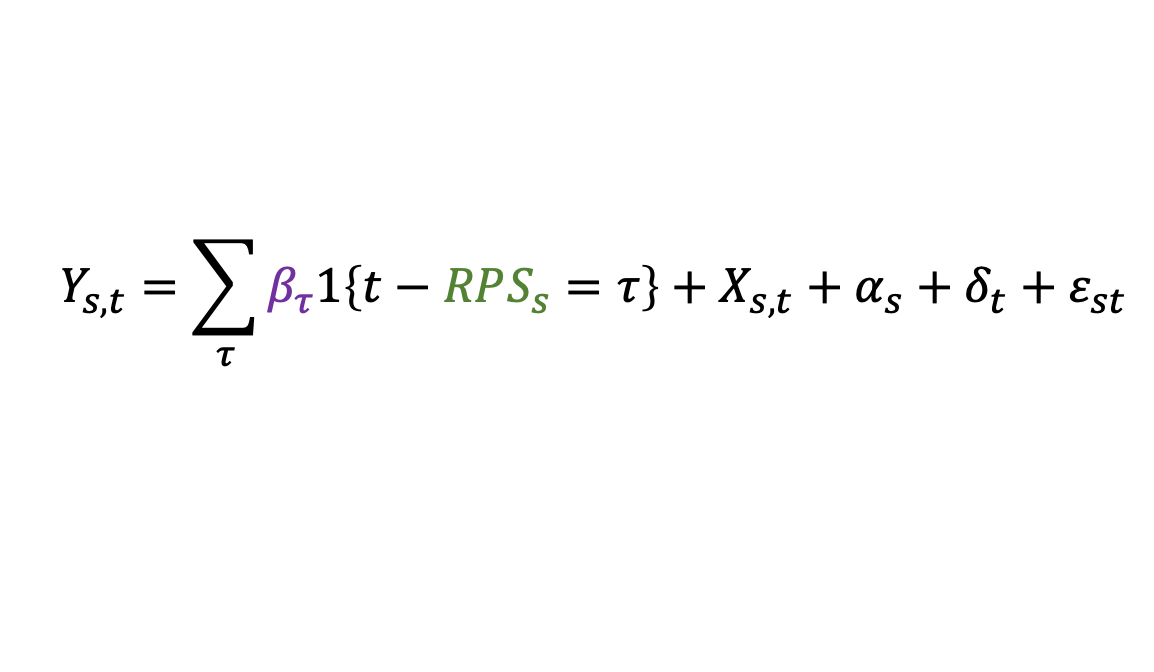 Y_{s,t} = ∑_τ β_τ 1{t − RPS_s = τ} + X_{s,t} + α_s + δ_t + ε_{st}